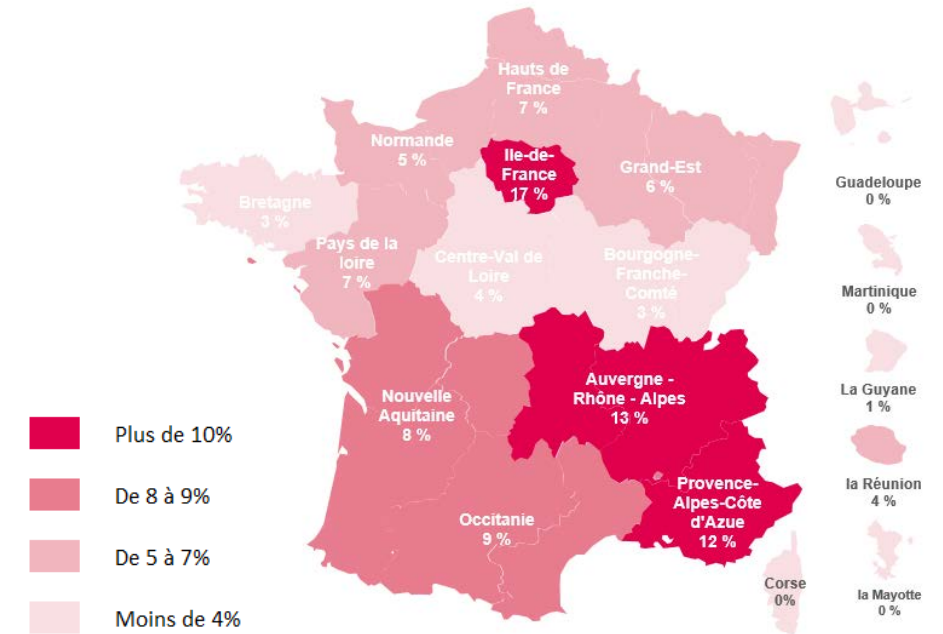 Hauts de
France
7 %
Normande
5 %
Ile-de-
France
17 %
Grand-Est
6 %
Bretagne
3 %
Pays de la
loire
7 %
Centre-Val de
Loire
4 %
Bourgogne-
Franche-
Comté
3 %
Nouvelle
Aquitaine
8 %
Auvergne -
Rhône - Alpes
13 %
Occitanie
9 %
Provence-
Alpes-Côte
d'Azue
12 %
Corse
0%
Guadeloupe
0 %
Martinique
0 %
La Guyane
1 %
la Réunion
4 %
la Mayotte
0 %
Plus de 10%
De 8 à 9%
De 5 à 7%
Moins de 4%